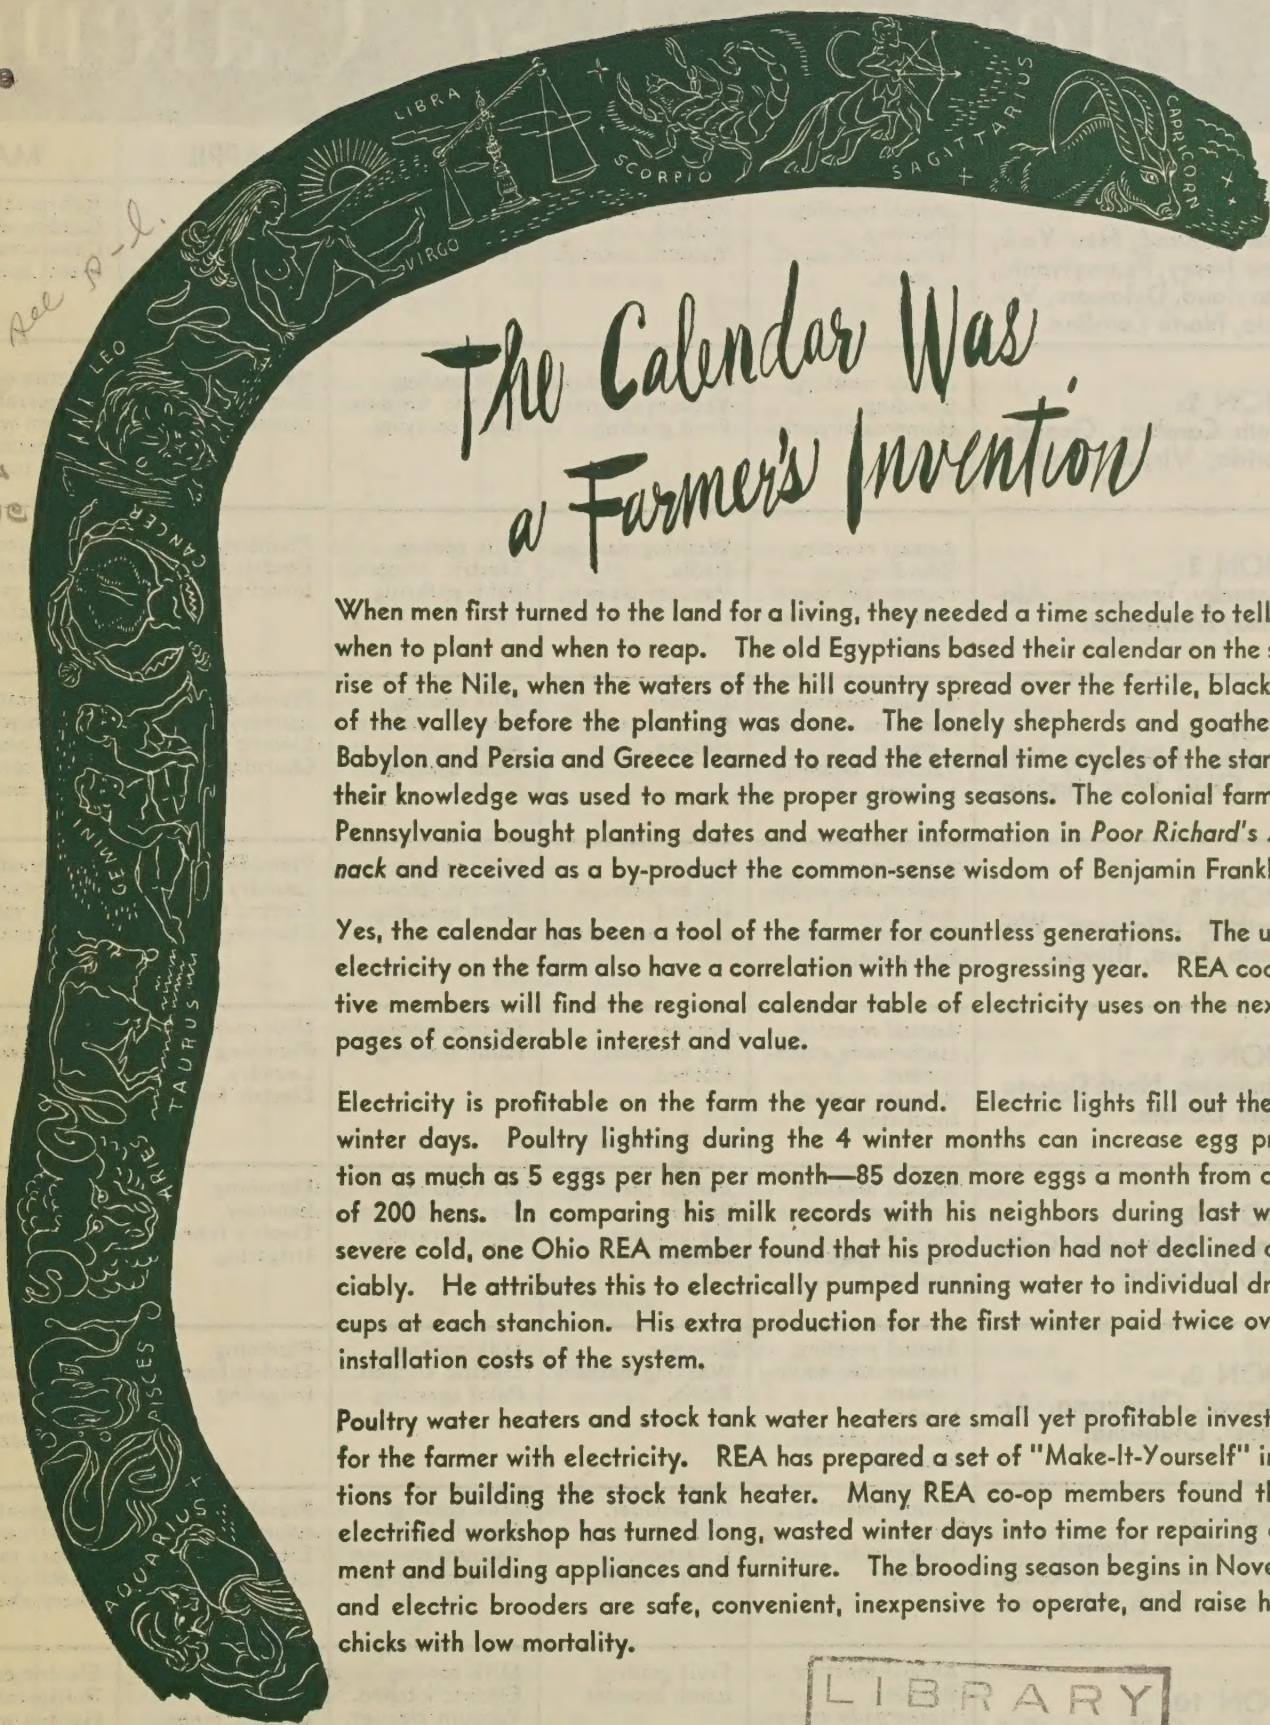 LIBRA
SCORPIO
SAGITTARIUS
CAPRICORN
VIRGO
LEO
CANCER
GEMINI
TAURUS
ARIES
PISCES
AQUARIUS
see p-1.
The Calendar Was
a Farmer's Invention
When men first turned to the land for a living, they needed a time schedule to tell
when to plant and when to reap. The old Egyptians based their calendar on the
rise of the Nile, when the waters of the hill country spread over the fertile, black
of the valley before the planting was done. The lonely shepherds and goathe
Babylon and Persia and Greece learned to read the eternal time cycles of the star
their knowledge was used to mark the proper growing seasons. The colonial farm
Pennsylvania bought planting dates and weather information in Poor Richard's
nack and received as a by-product the common-sense wisdom of Benjamin Frankl
Yes, the calendar has been a tool of the farmer for countless generations. The u
electricity on the farm also have a correlation with the progressing year. REA coo
tive members will find the regional calendar table of electricity uses on the nex
pages of considerable interest and value.
Electricity is profitable on the farm the year round. Electric lights fill out the
winter days. Poultry lighting during the 4 winter months can increase egg pr
tion as much as 5 eggs per hen per month—85 dozen more eggs a month from
of 200 hens. In comparing his milk records with his neighbors during last w
severe cold, one Ohio REA member found that his production had not declined
ciably. He attributes this to electrically pumped running water to individual dr
cups at each stanchion. His extra production for the first winter paid twice ov
installation costs of the system.
Poultry water heaters and stock tank water heaters are small yet profitable invest
for the farmer with electricity. REA has prepared a set of "Make-It-Yourself" in
tions for building the stock tank heater. Many REA co-op members found th
electrified workshop has turned long, wasted winter days into time for repairing
ment and building appliances and furniture. The brooding season begins in Nove
and electric brooders are safe, convenient, inexpensive to operate, and raise h
chicks with low mortality.
LIBRARY